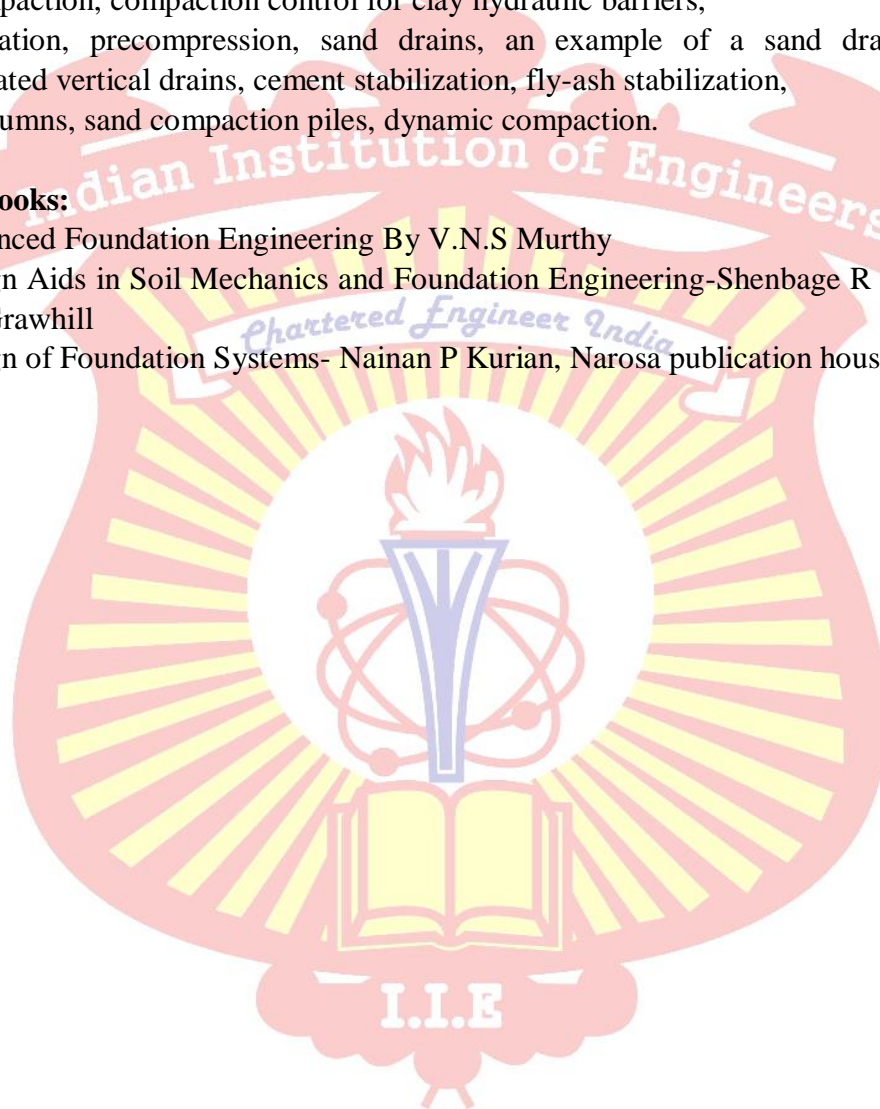 paction, compaction control for clay hydraulic barriers,
ation, precompression, sand drains, an example of a sand dra
ated vertical drains, cement stabilization, fly-ash stabilization,
umns, sand compaction piles, dynamic compaction.
Indian Institution of Engineers
ooks:
nced Foundation Engineering By V.N.S Murthy
gn Aids in Soil Mechanics and Foundation Engineering-Shenbage R
Grawhill
Chartered Engineer India
gn of Foundation Systems- Nainan P Kurian, Narosa publication hous
I.I.E